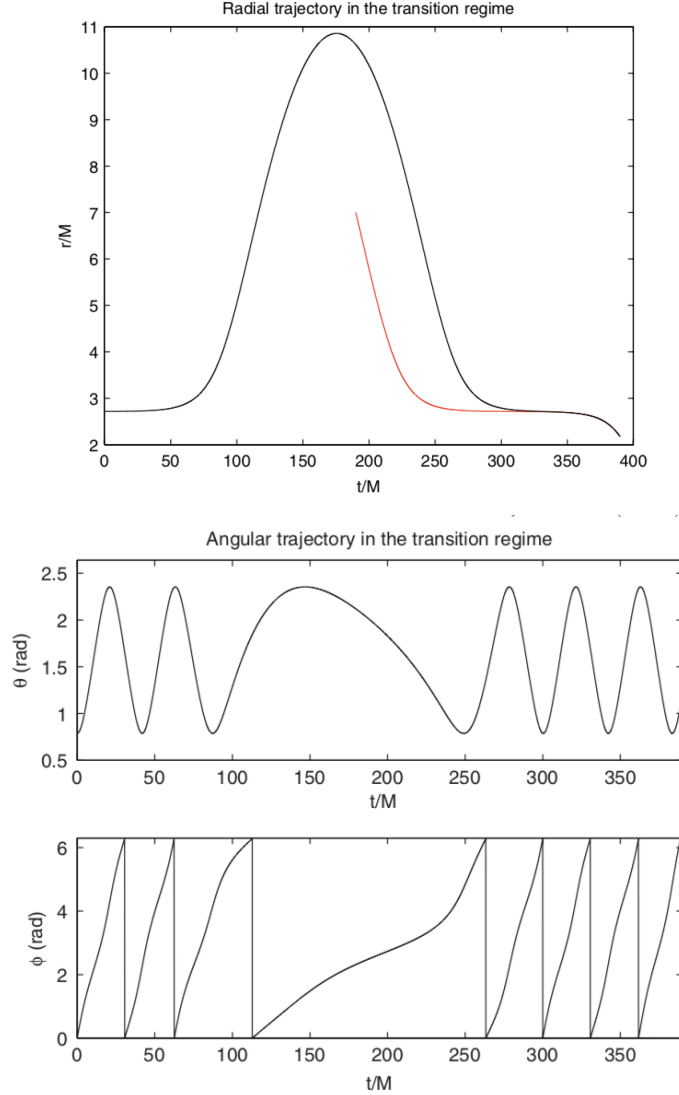 Radial trajectory in the transition regime
11
10
9
8
7
6
5
4
3
2
r/M
0 50 100 150 200 250 300 350 400
t/M
Angular trajectory in the transition regime
2.5
2
1.5
1
0.5
θ (rad)
0 50 100 150 200 250 300 350
t/M
6
4
2
0
ϕ (rad)
0 50 100 150 200 250 300 350
t/M